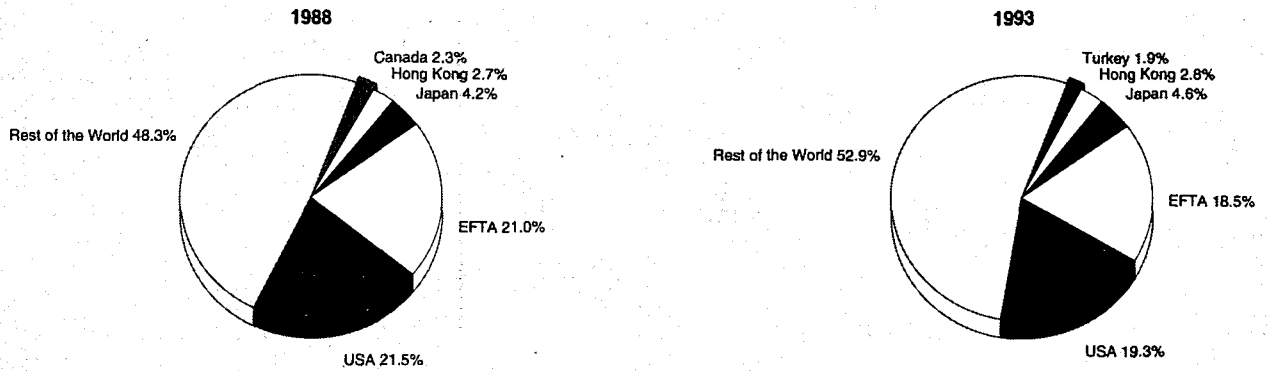 1988
Canada 2.3%
Hong Kong 2.7%
Japan 4.2%
Rest of the World 48.3%
EFTA 21.0%
USA 21.5%
1993
Turkey 1.9%
Hong Kong 2.8%
Japan 4.6%
Rest of the World 52.9%
EFTA 18.5%
USA 19.3%